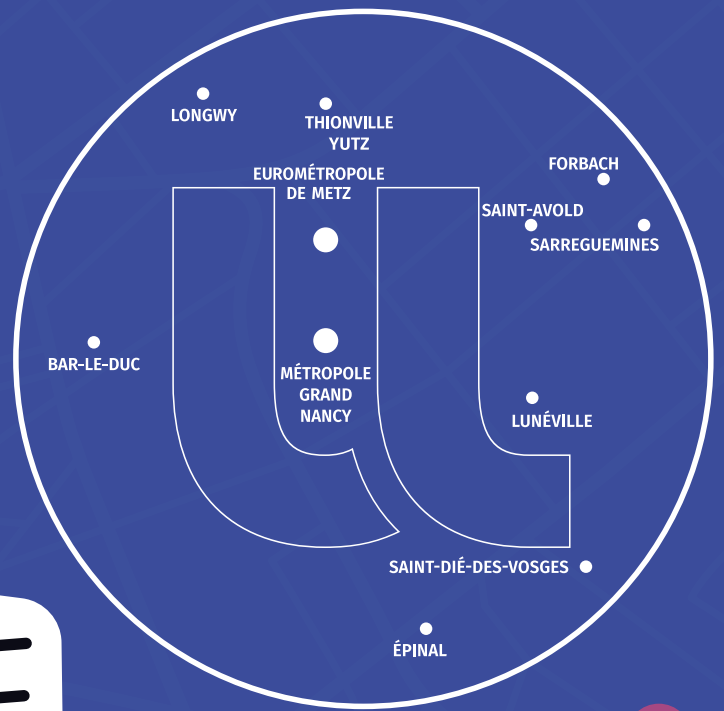 LONGWY
THIONVILLE
YUTZ
EUROMÉTROPOLE
DE METZ
FORBACH
SAINT-AVOLD
SARREGUEMINES
BAR-LE-DUC
MÉTROPOLE
GRAND
NANCY
LUNÉVILLE
SAINT-DIÉ-DES-VOSGES
ÉPINAL